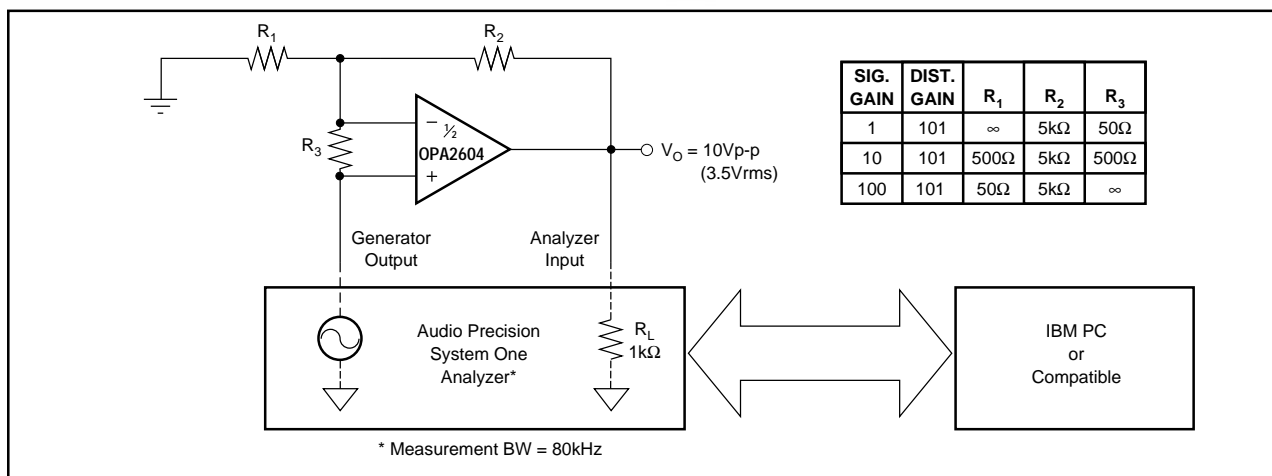 R1
R2
R3
−
½
OPA2604
+
VO = 10Vp-p
(3.5Vrms)
SIG. GAIN DIST. GAIN R1 R2 R3
1 101 ∞ 5kΩ 50Ω
10 101 500Ω 5kΩ 500Ω
100 101 50Ω 5kΩ ∞
Generator
Output
Analyzer
Input
Audio Precision
System One
Analyzer*
RL
1kΩ
IBM PC
or
Compatible
* Measurement BW = 80kHz